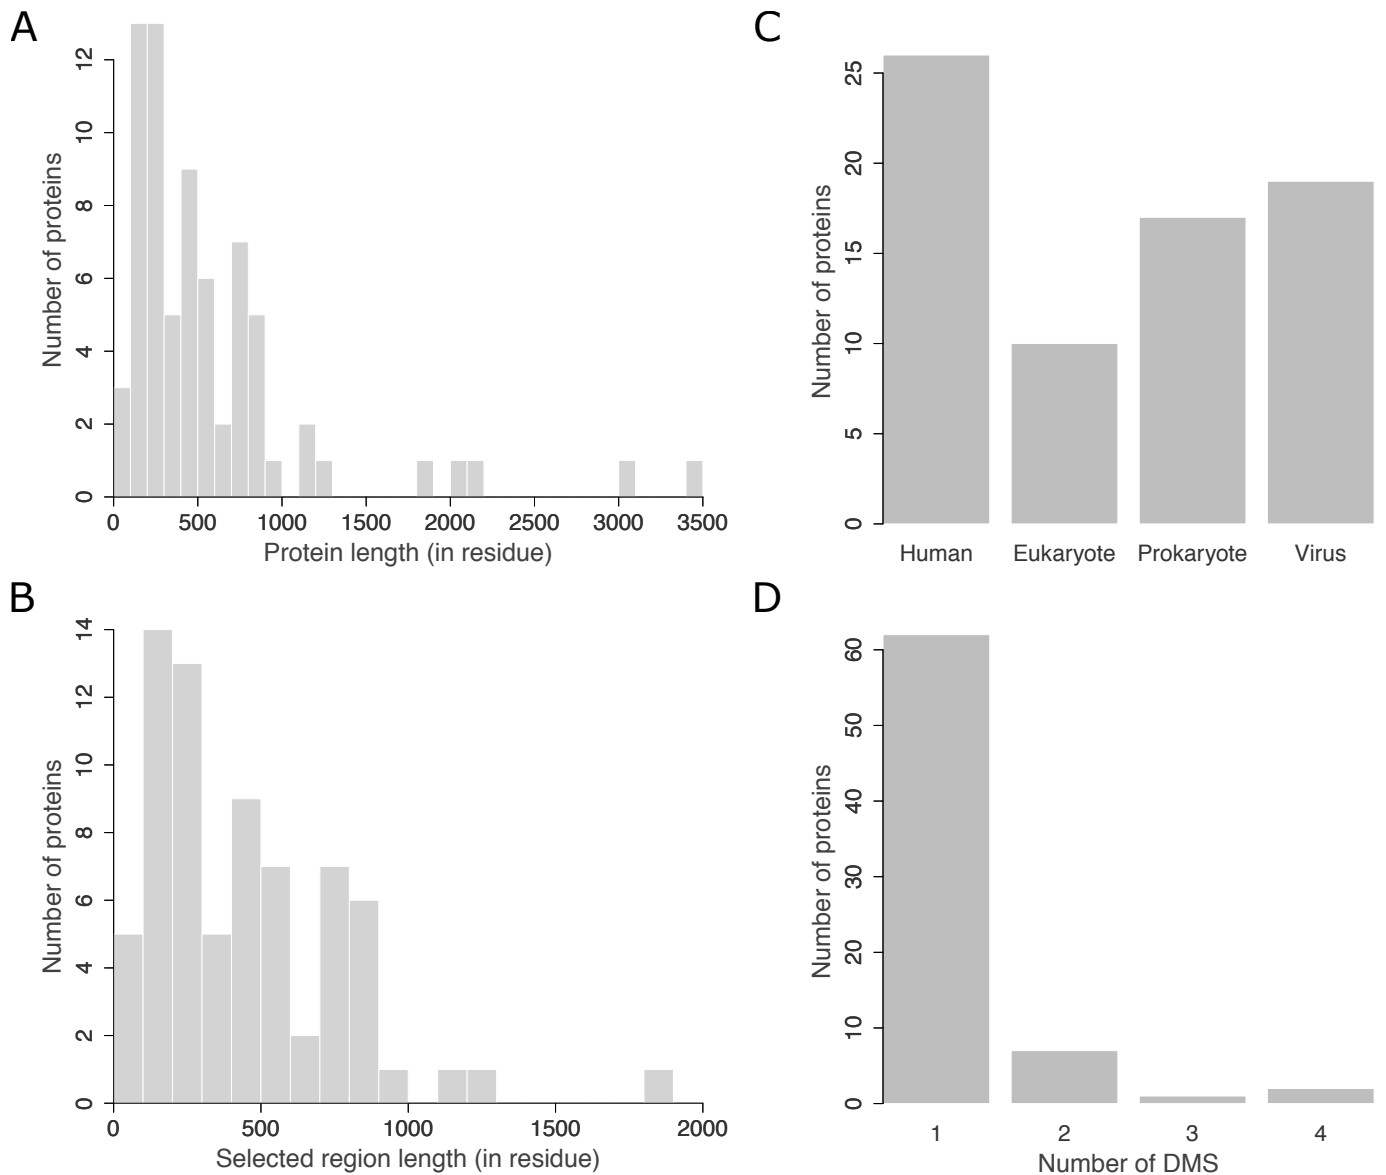 A
Number of proteins
0 2 4 6 8 10 12
0 500 1000 1500 2000 2500 3000 3500
Protein length (in residue)
B
Number of proteins
0 2 4 6 8 10 12 14
0 500 1000 1500 2000
Selected region length (in residue)
C
Number of proteins
0 5 10 15 20 25
Human Eukaryote Prokaryote Virus
D
Number of proteins
0 10 20 30 40 50 60
1 2 3 4
Number of DMS